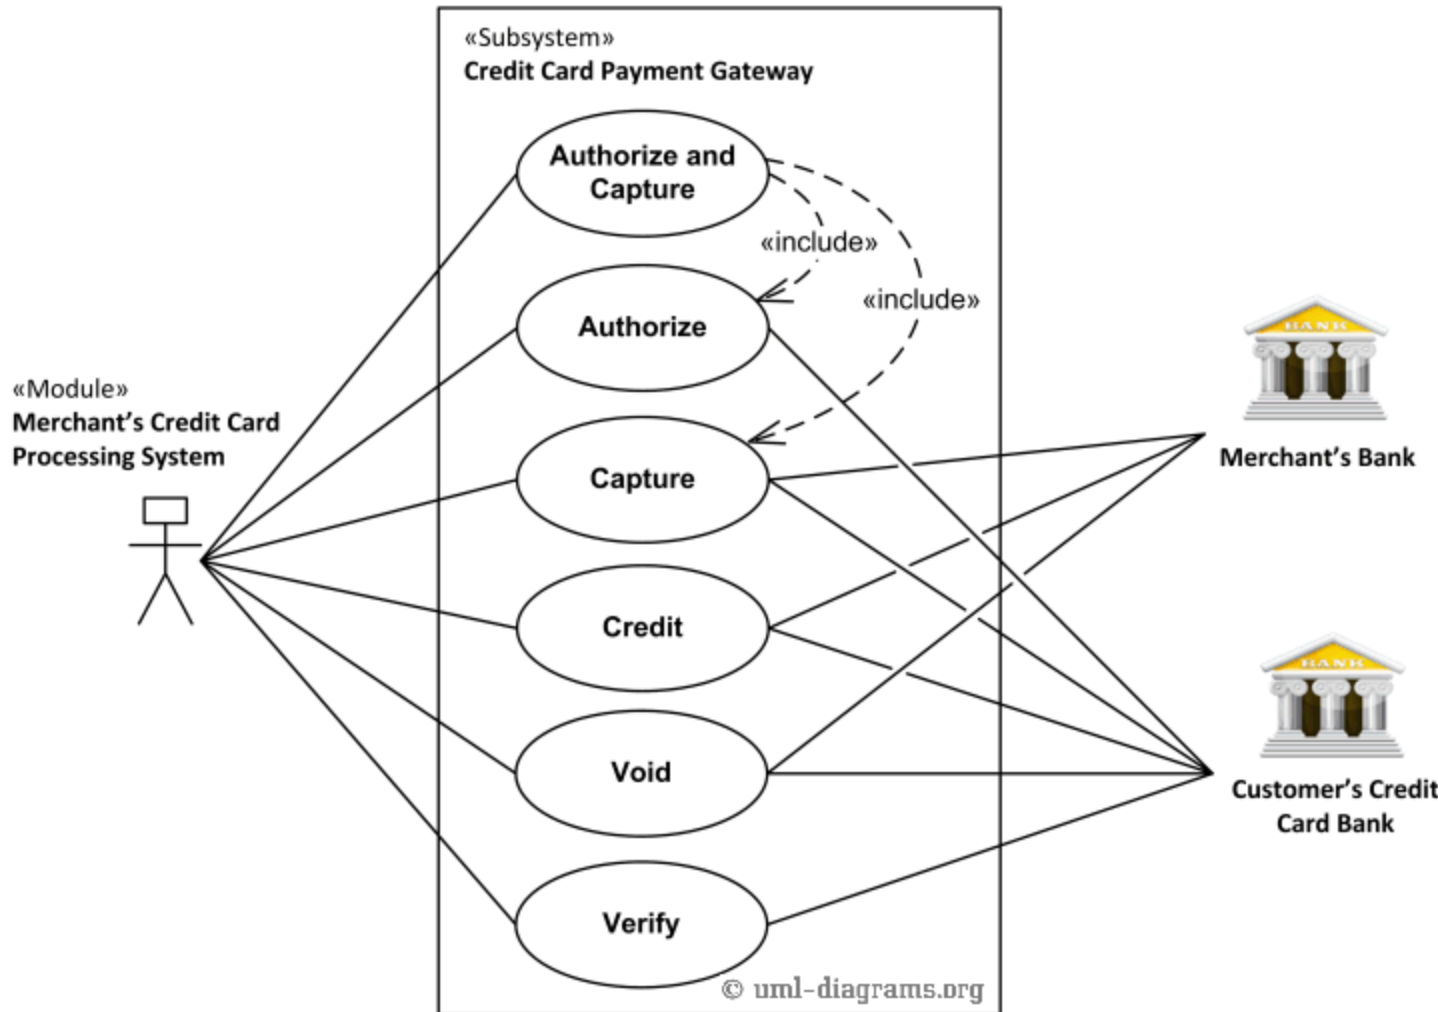 «Subsystem»
Credit Card Payment Gateway
Authorize and
Capture
«include»
«include»
Authorize
Capture
Credit
Void
Verify
«Module»
Merchant's Credit Card
Processing System
BANK
Merchant's Bank
BANK
Customer's Credit
Card Bank
© uml-diagrams.org